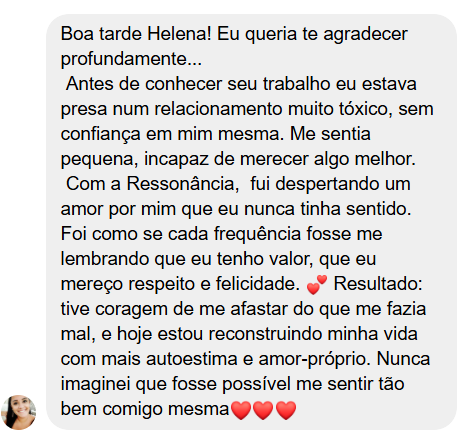 Boa tarde Helena! Eu queria te agradecer
profundamente...
Antes de conhecer seu trabalho eu estava
presa num relacionamento muito tóxico, sem
confiança em mim mesma. Me sentia
pequena, incapaz de merecer algo melhor.
Com a Ressonância, fui despertando um
amor por mim que eu nunca tinha sentido.
Foi como se cada frequência fosse me
lembrando que eu tenho valor, que eu
mereço respeito e felicidade. 💕 Resultado:
tive coragem de me afastar do que me fazia
mal, e hoje estou reconstruindo minha vida
com mais autoestima e amor-próprio. Nunca
imaginei que fosse possível me sentir tão
bem comigo mesma❤️❤️❤️